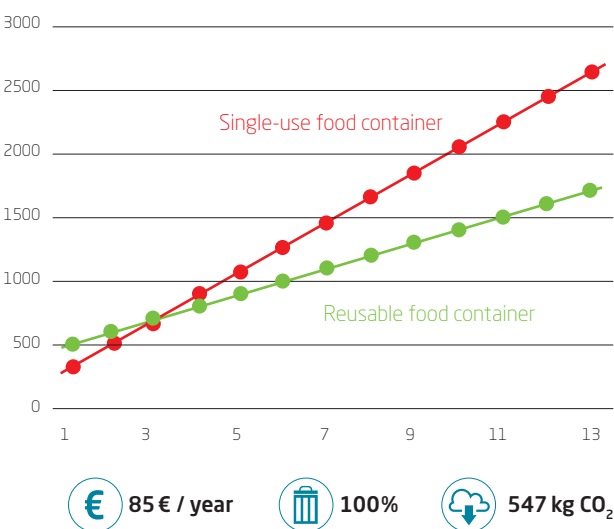 3000
2500
2000
Single-use food container
1500
1000
Reusable food container
500
0
1 3 5 7 9 11 13
€ 85 € / year 100% 547 kg CO₂